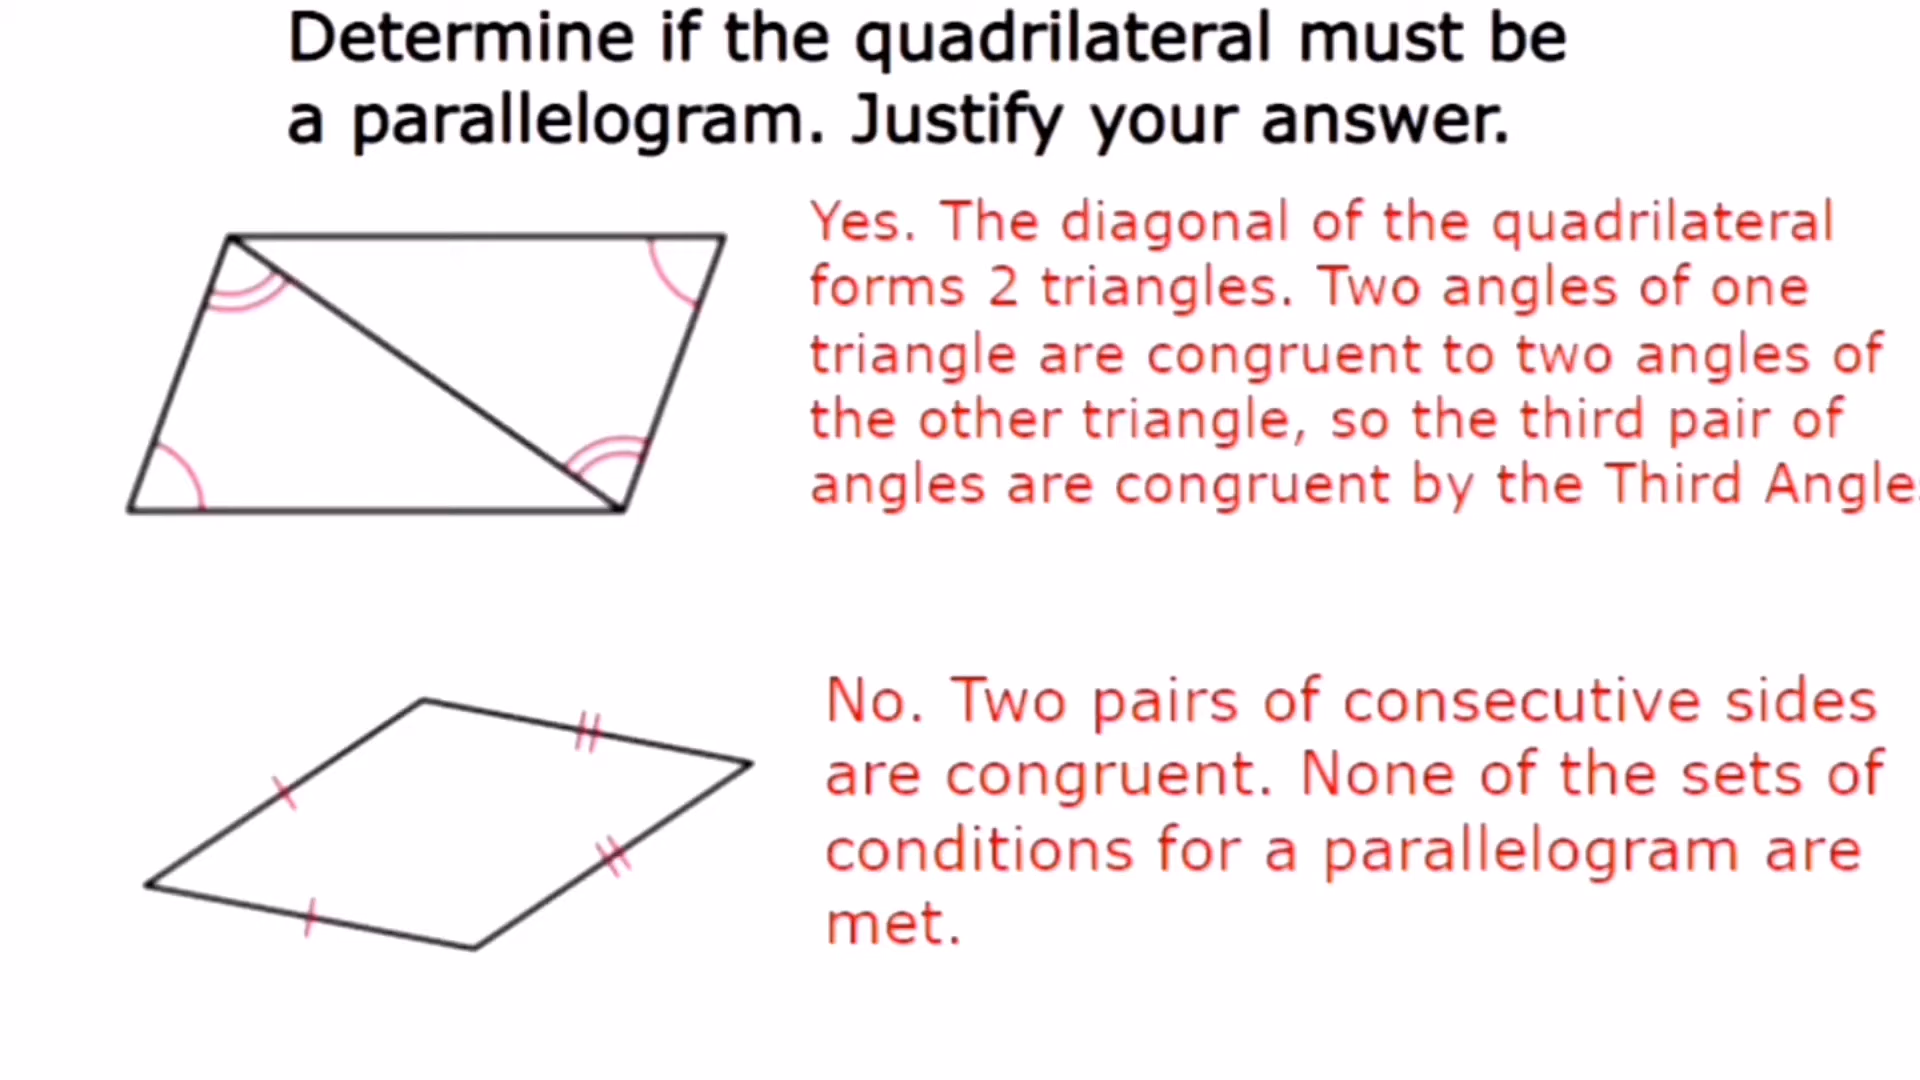 Determine if the quadrilateral must be
a parallelogram. Justify your answer.
Yes. The diagonal of the quadrilateral
forms 2 triangles. Two angles of one
triangle are congruent to two angles of
the other triangle, so the third pair of
angles are congruent by the Third Angle
No. Two pairs of consecutive sides
are congruent. None of the sets of
conditions for a parallelogram are
met.